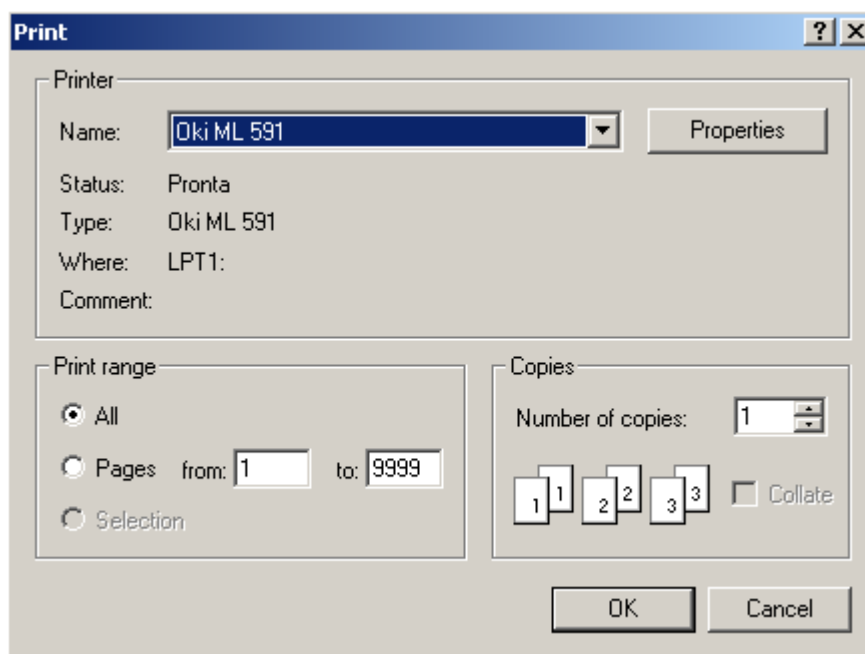 Print
Printer
Name: Oki ML 591 Properties
Status: Pronta
Type: Oki ML 591
Where: LPT1:
Comment:
Print range
All
Pages from: 1 to: 9999
Selection
Copies
Number of copies: 1
1 1 2 2 3 3 Collate
OK Cancel